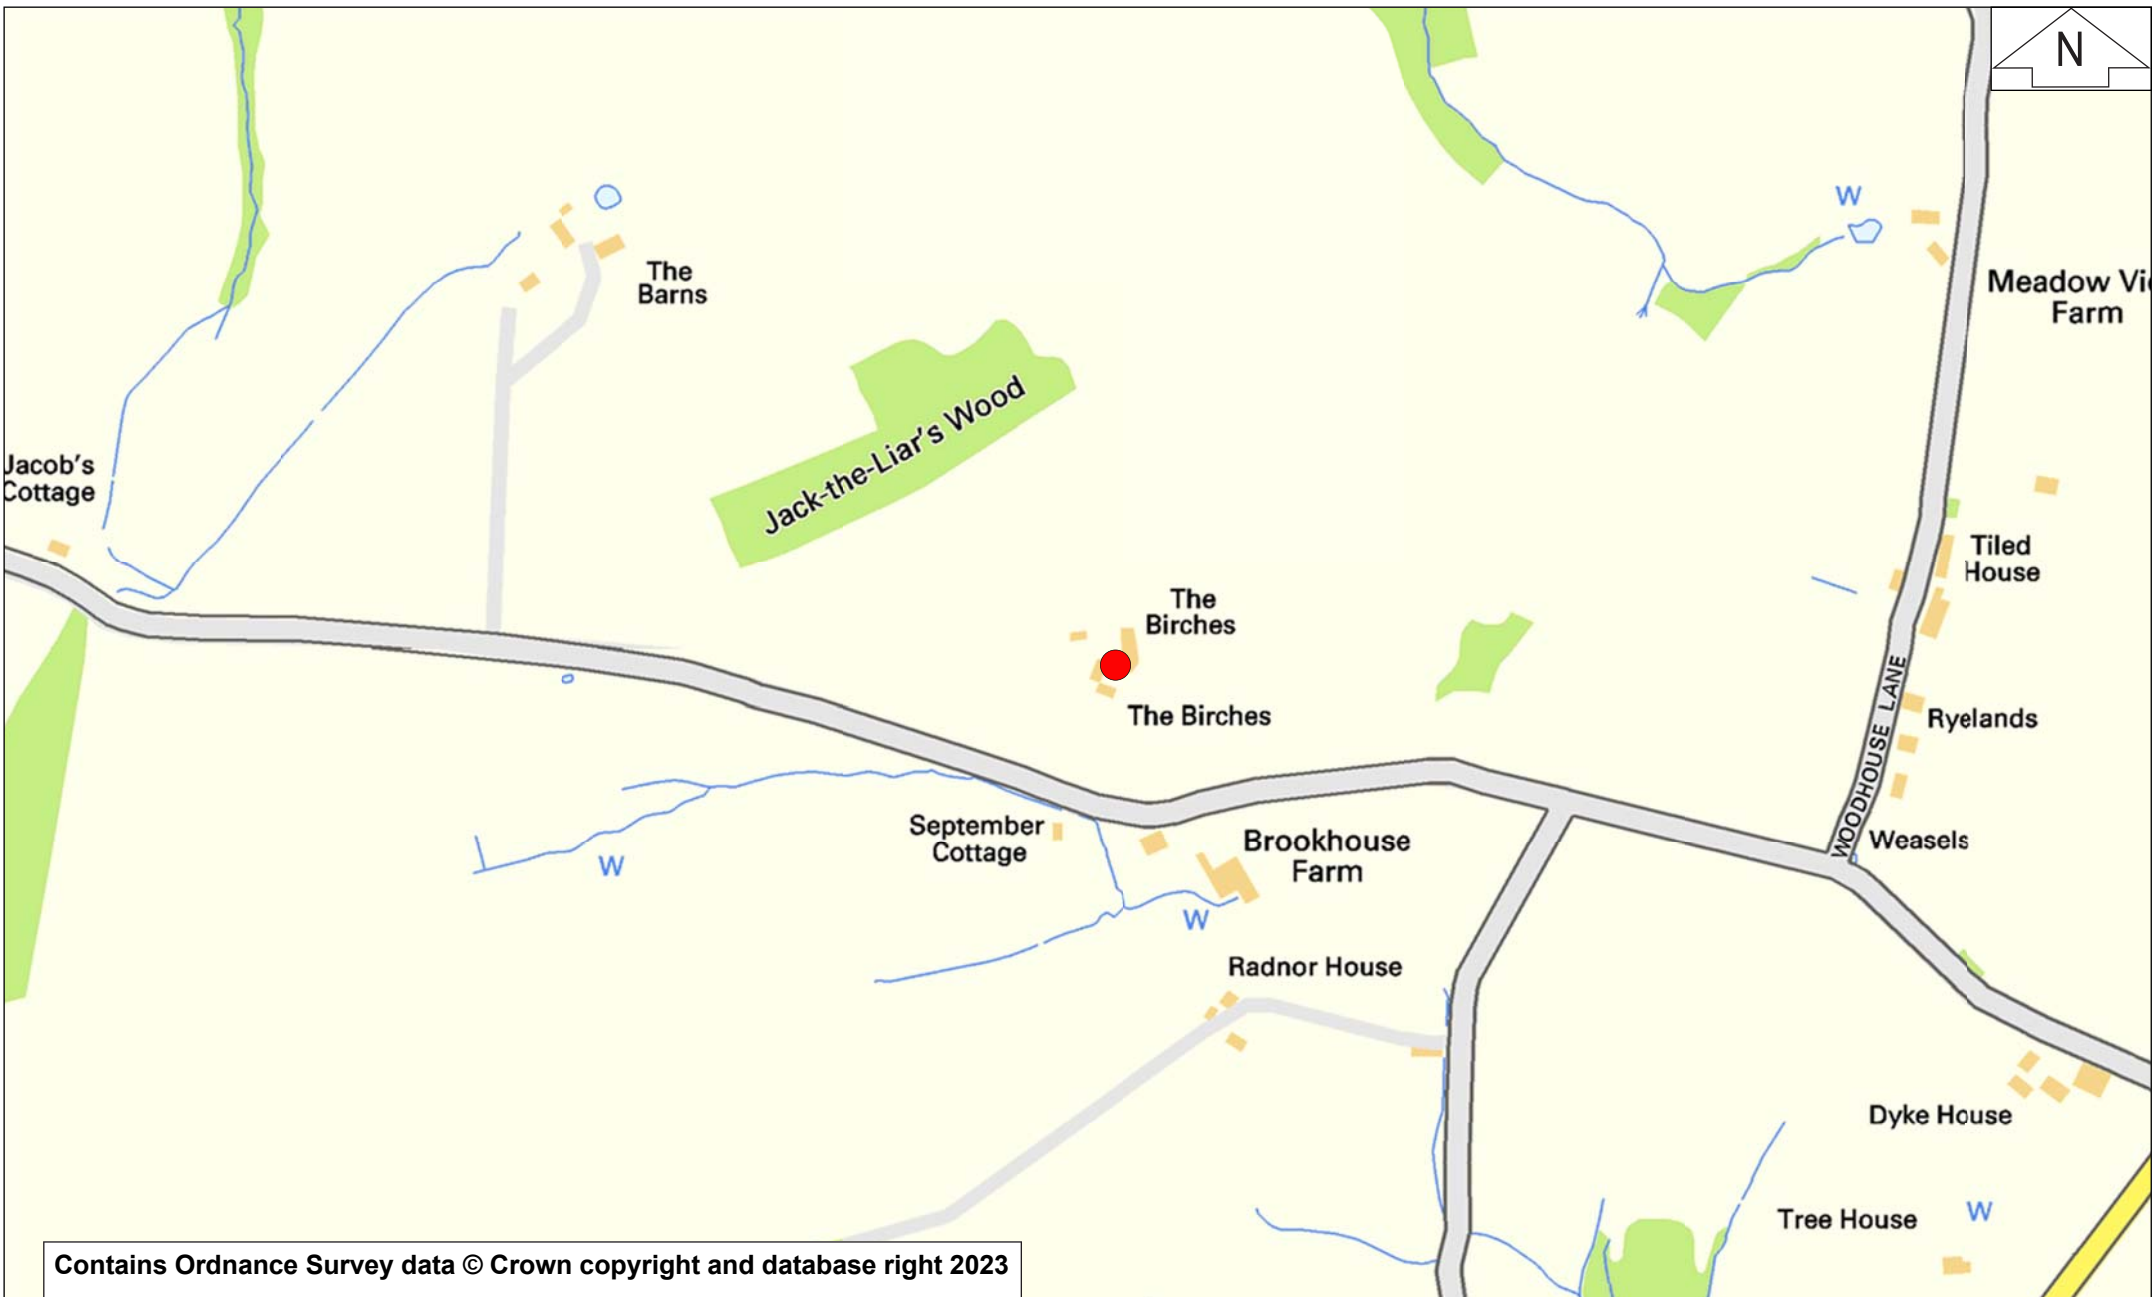 N
W
The
Barns
Meadow Vi
Farm
Jack-the-Liar's Wood
Jacob's
Cottage
Tiled
House
The
Birches
The Birches
Ryelands
WOODHOUSE LANE
September
Cottage
Brookhouse
Farm
Weasels
W
W
Radnor House
Dyke House
Tree House
W
Contains Ordnance Survey data © Crown copyright and database right 2023